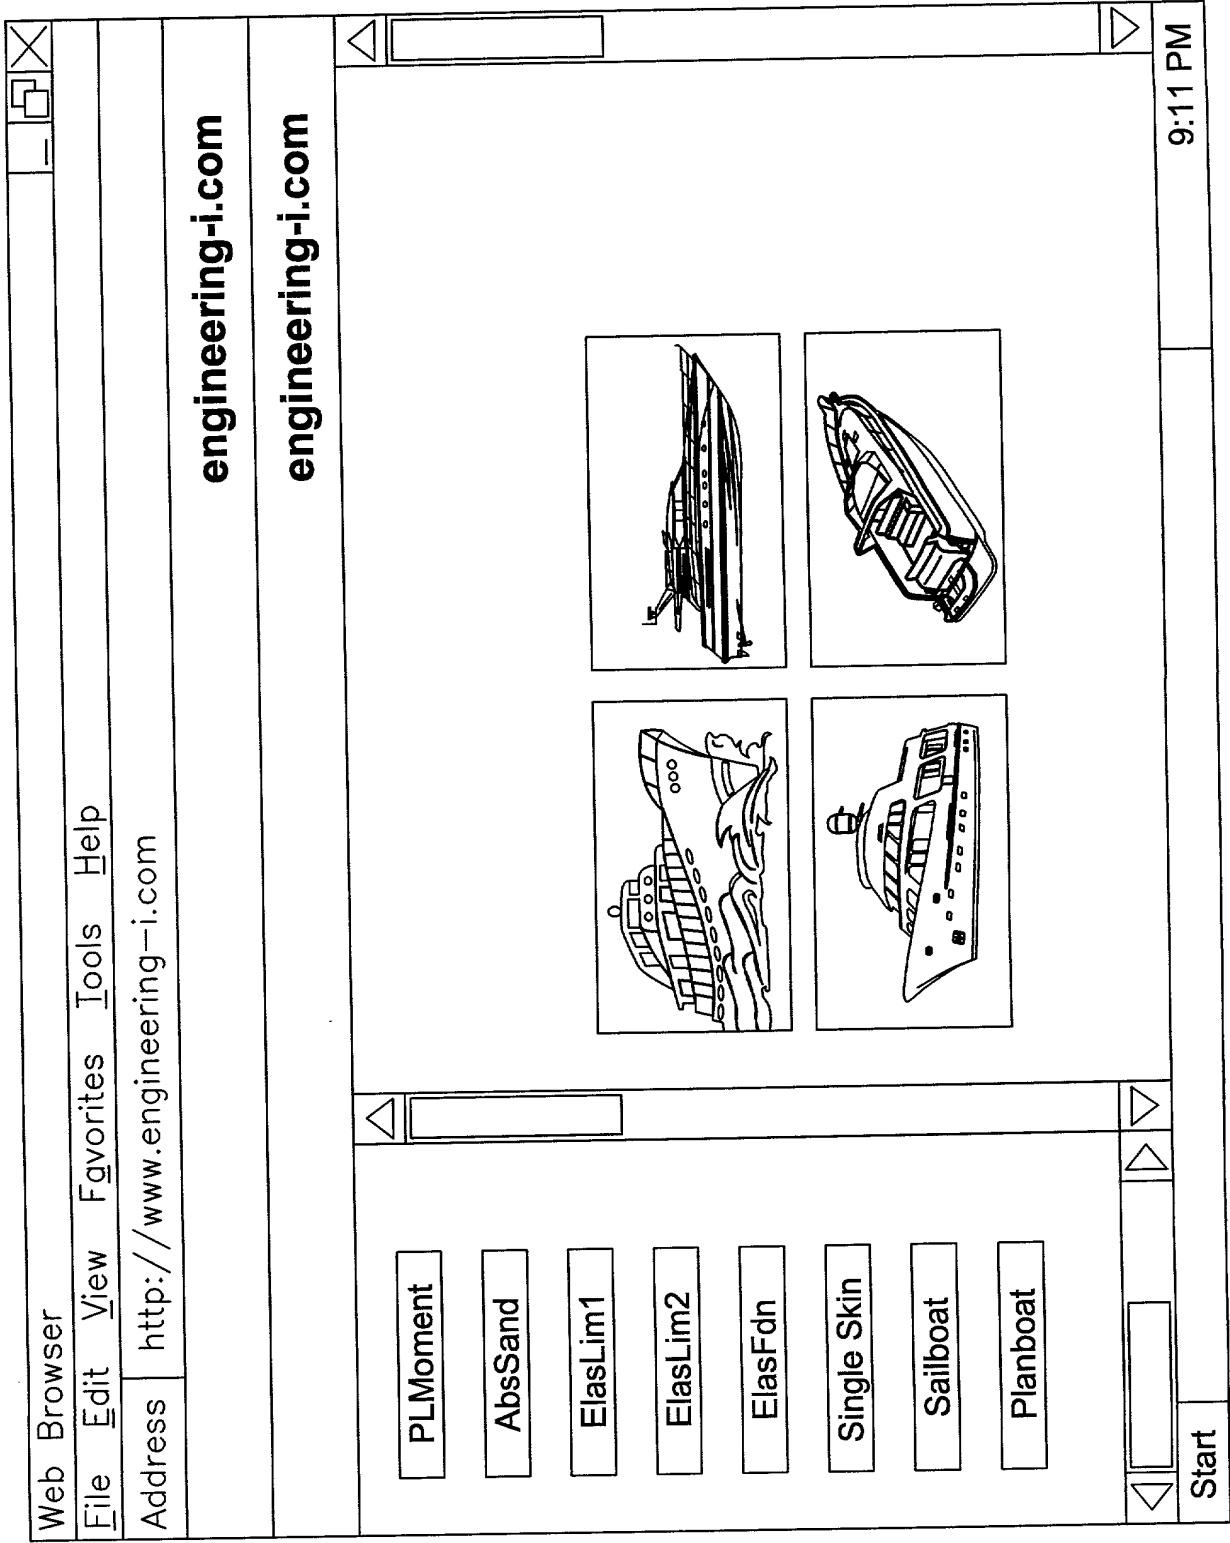 Web Browser
File Edit View Favorites Tools Help
Address http://www.engineering-i.com
engineering-i.com
engineering-i.com
PLMoment
AbsSand
ElasLim1
ElasLim2
ElasFdn
Single Skin
Sailboat
Planboat
Start 9:11 PM